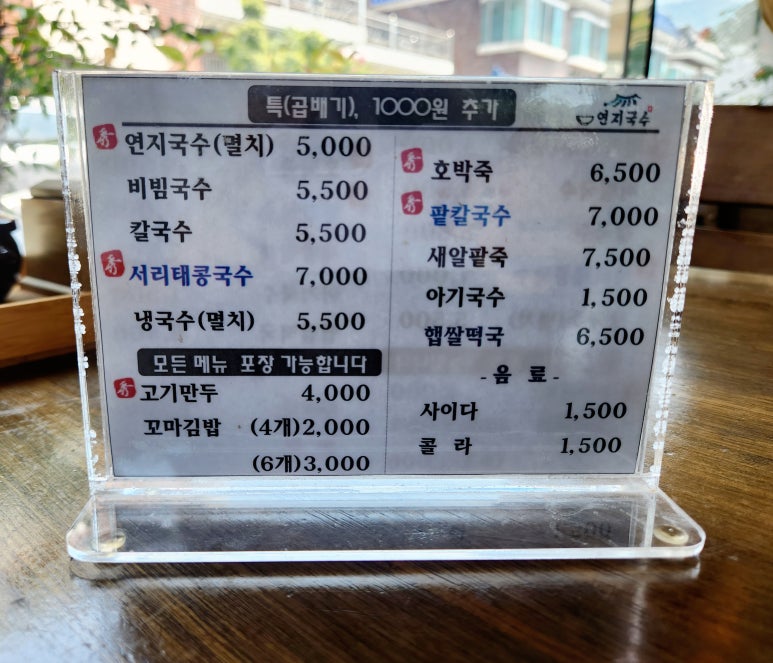 특(곱배기), 1000원 추가
연지국수
연지국수(멸치) 5,000
비빔국수 5,500
칼국수 5,500
서리태콩국수 7,000
냉국수(멸치) 5,500
모든 메뉴 포장 가능합니다
고기만두 4,000
꼬마김밥 (4개)2,000
(6개)3,000
호박죽 6,500
팥칼국수 7,000
새알팥죽 7,500
아기국수 1,500
햅쌀떡국 6,500
-음 료-
사이다 1,500
콜 라 1,500